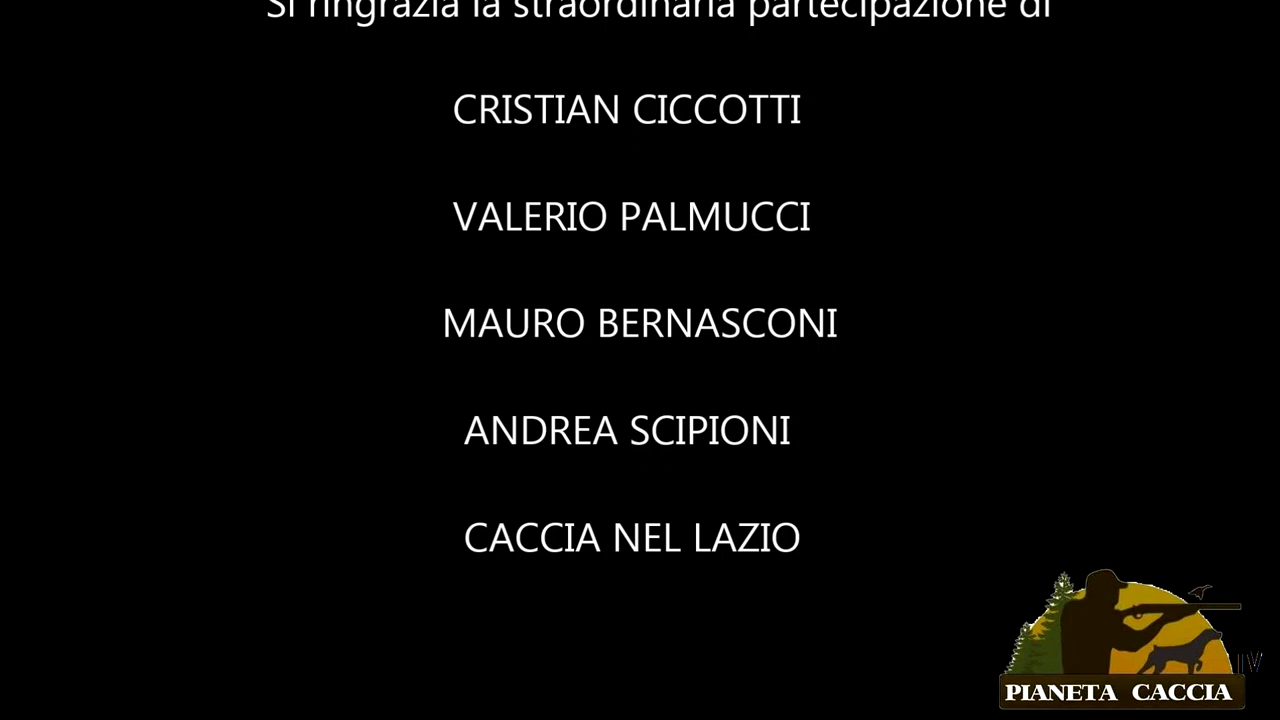 Si ringrazia la straordinaria partecipazione di
CRISTIAN CICCOTTI
VALERIO PALMUCCI
MAURO BERNASCONI
ANDREA SCIPIONI
CACCIA NEL LAZIO
TV
PIANETA CACCIA